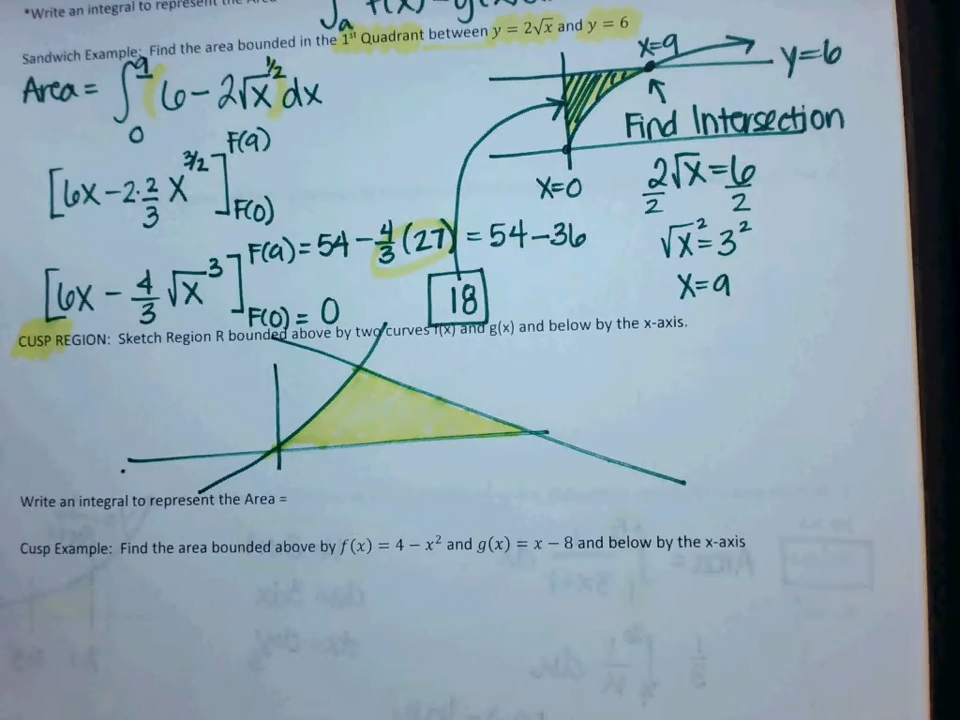 *Write an integral to represent the Area
Sandwich Example: Find the area bounded in the 1st Quadrant between y = 2√x and y = 6
Area = ∫₀⁹ 6 − 2√x^(1/2) dx
[6x − 2·2/3 x^(3/2)] F(9) F(0)
[6x − 4/3 √x³] F(9) = 54 − 4/3 (27) = 54 − 36
F(0) = 0
18
x=9
y=6
x=0
Find Intersection
2√x = 6
2 2
√x² = 3²
x=9
CUSP REGION: Sketch Region R bounded above by two curves f(x) and g(x) and below by the x-axis.
Write an integral to represent the Area =
Cusp Example: Find the area bounded above by f(x) = 4 − x² and g(x) = x − 8 and below by the x-axis